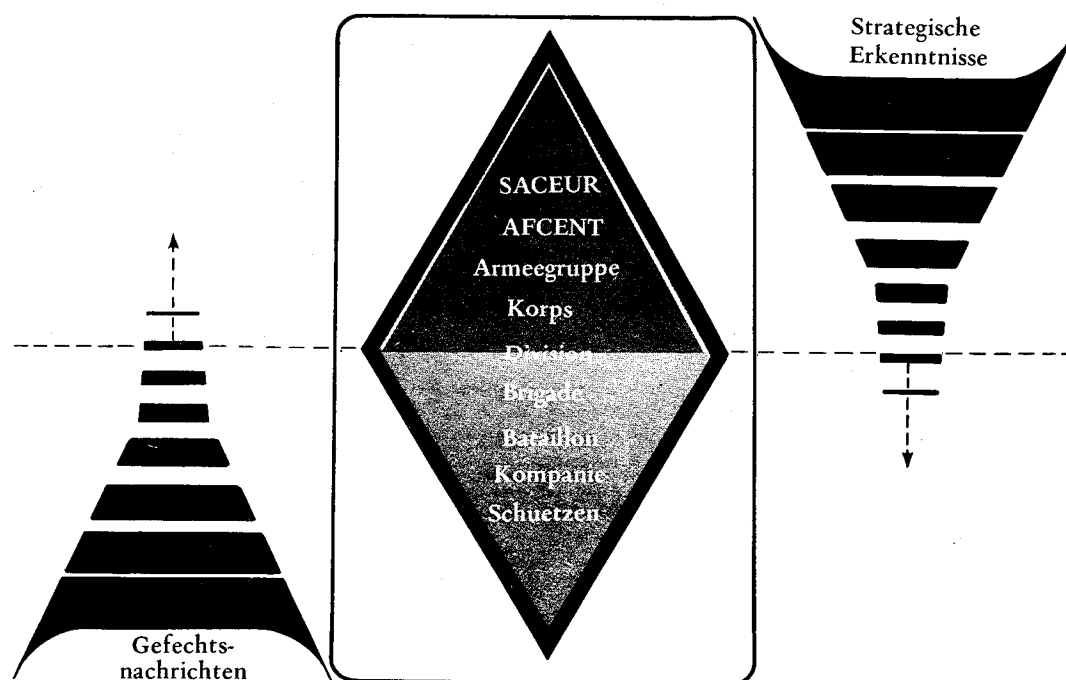 Strategische
Erkenntnisse
SACEUR
AFCENT
Armeegruppe
Korps
Division
Brigade
Bataillon
Kompanie
Schuetzen
Gefechts-
nachrichten